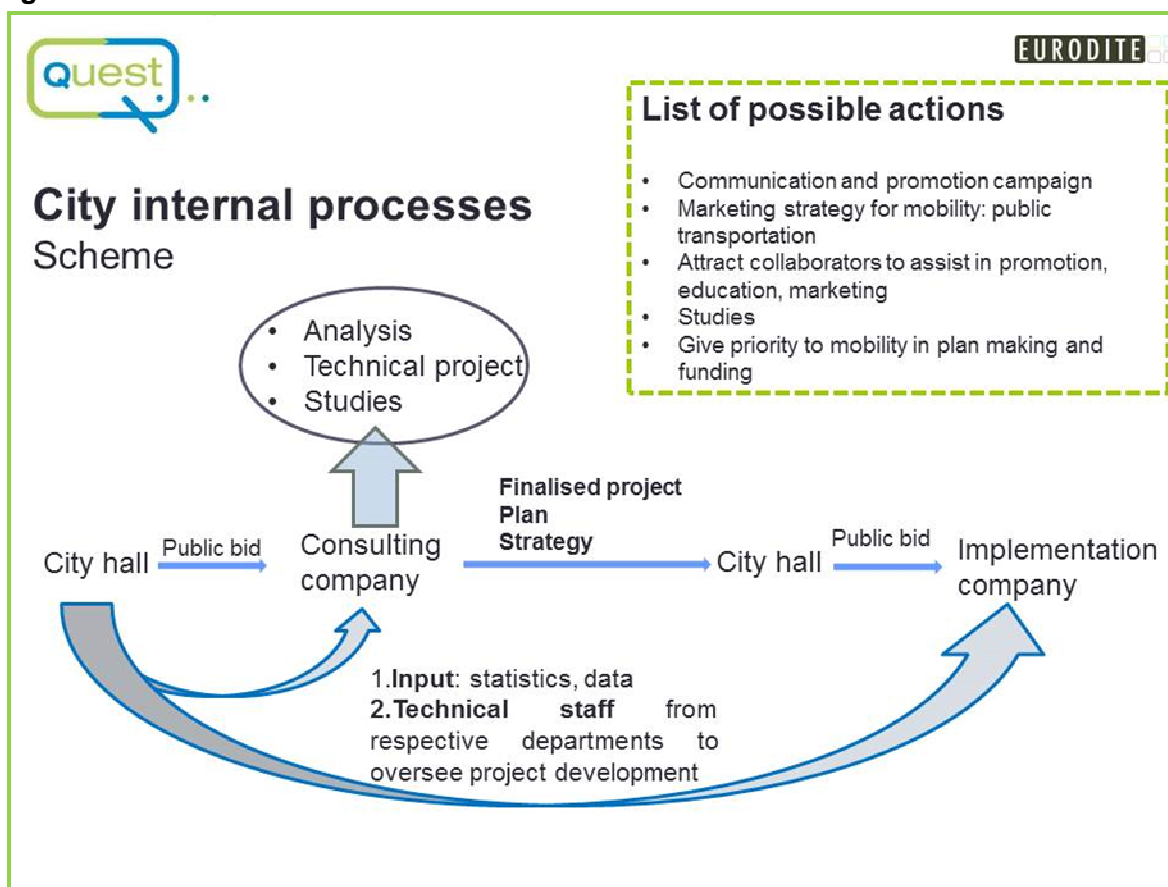 Quest
EURODITE
List of possible actions
• Communication and promotion campaign
• Marketing strategy for mobility: public
transportation
• Attract collaborators to assist in promotion,
education, marketing
• Studies
• Give priority to mobility in plan making and
funding
City internal processes
Scheme
• Analysis
• Technical project
• Studies
City hall
Public bid
Consulting
company
Finalised project
Plan
Strategy
City hall
Public bid
Implementation
company
1.Input: statistics, data
2.Technical staff from
respective departments to
oversee project development